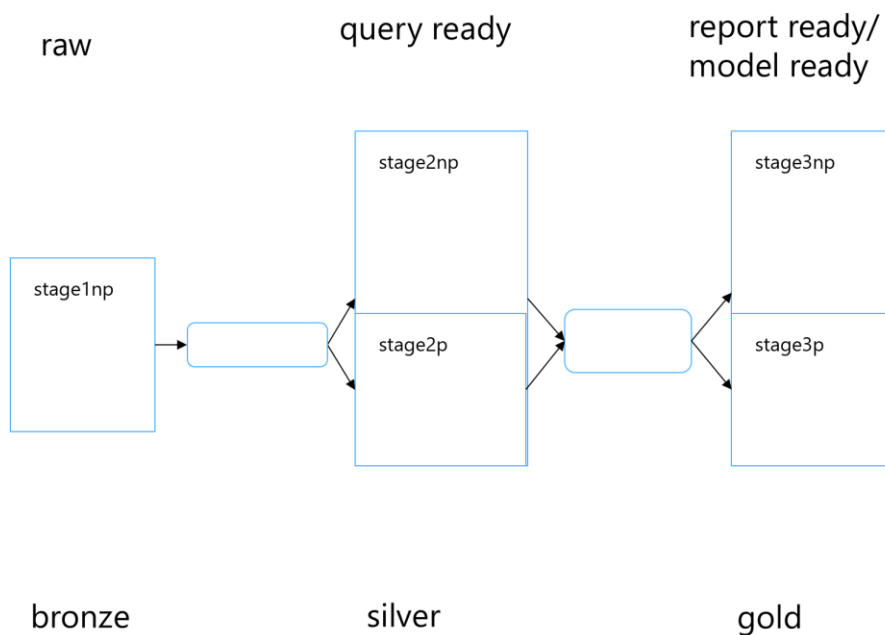 raw
query ready
report ready/
model ready
stage1np
stage2np
stage2p
stage3np
stage3p
bronze
silver
gold